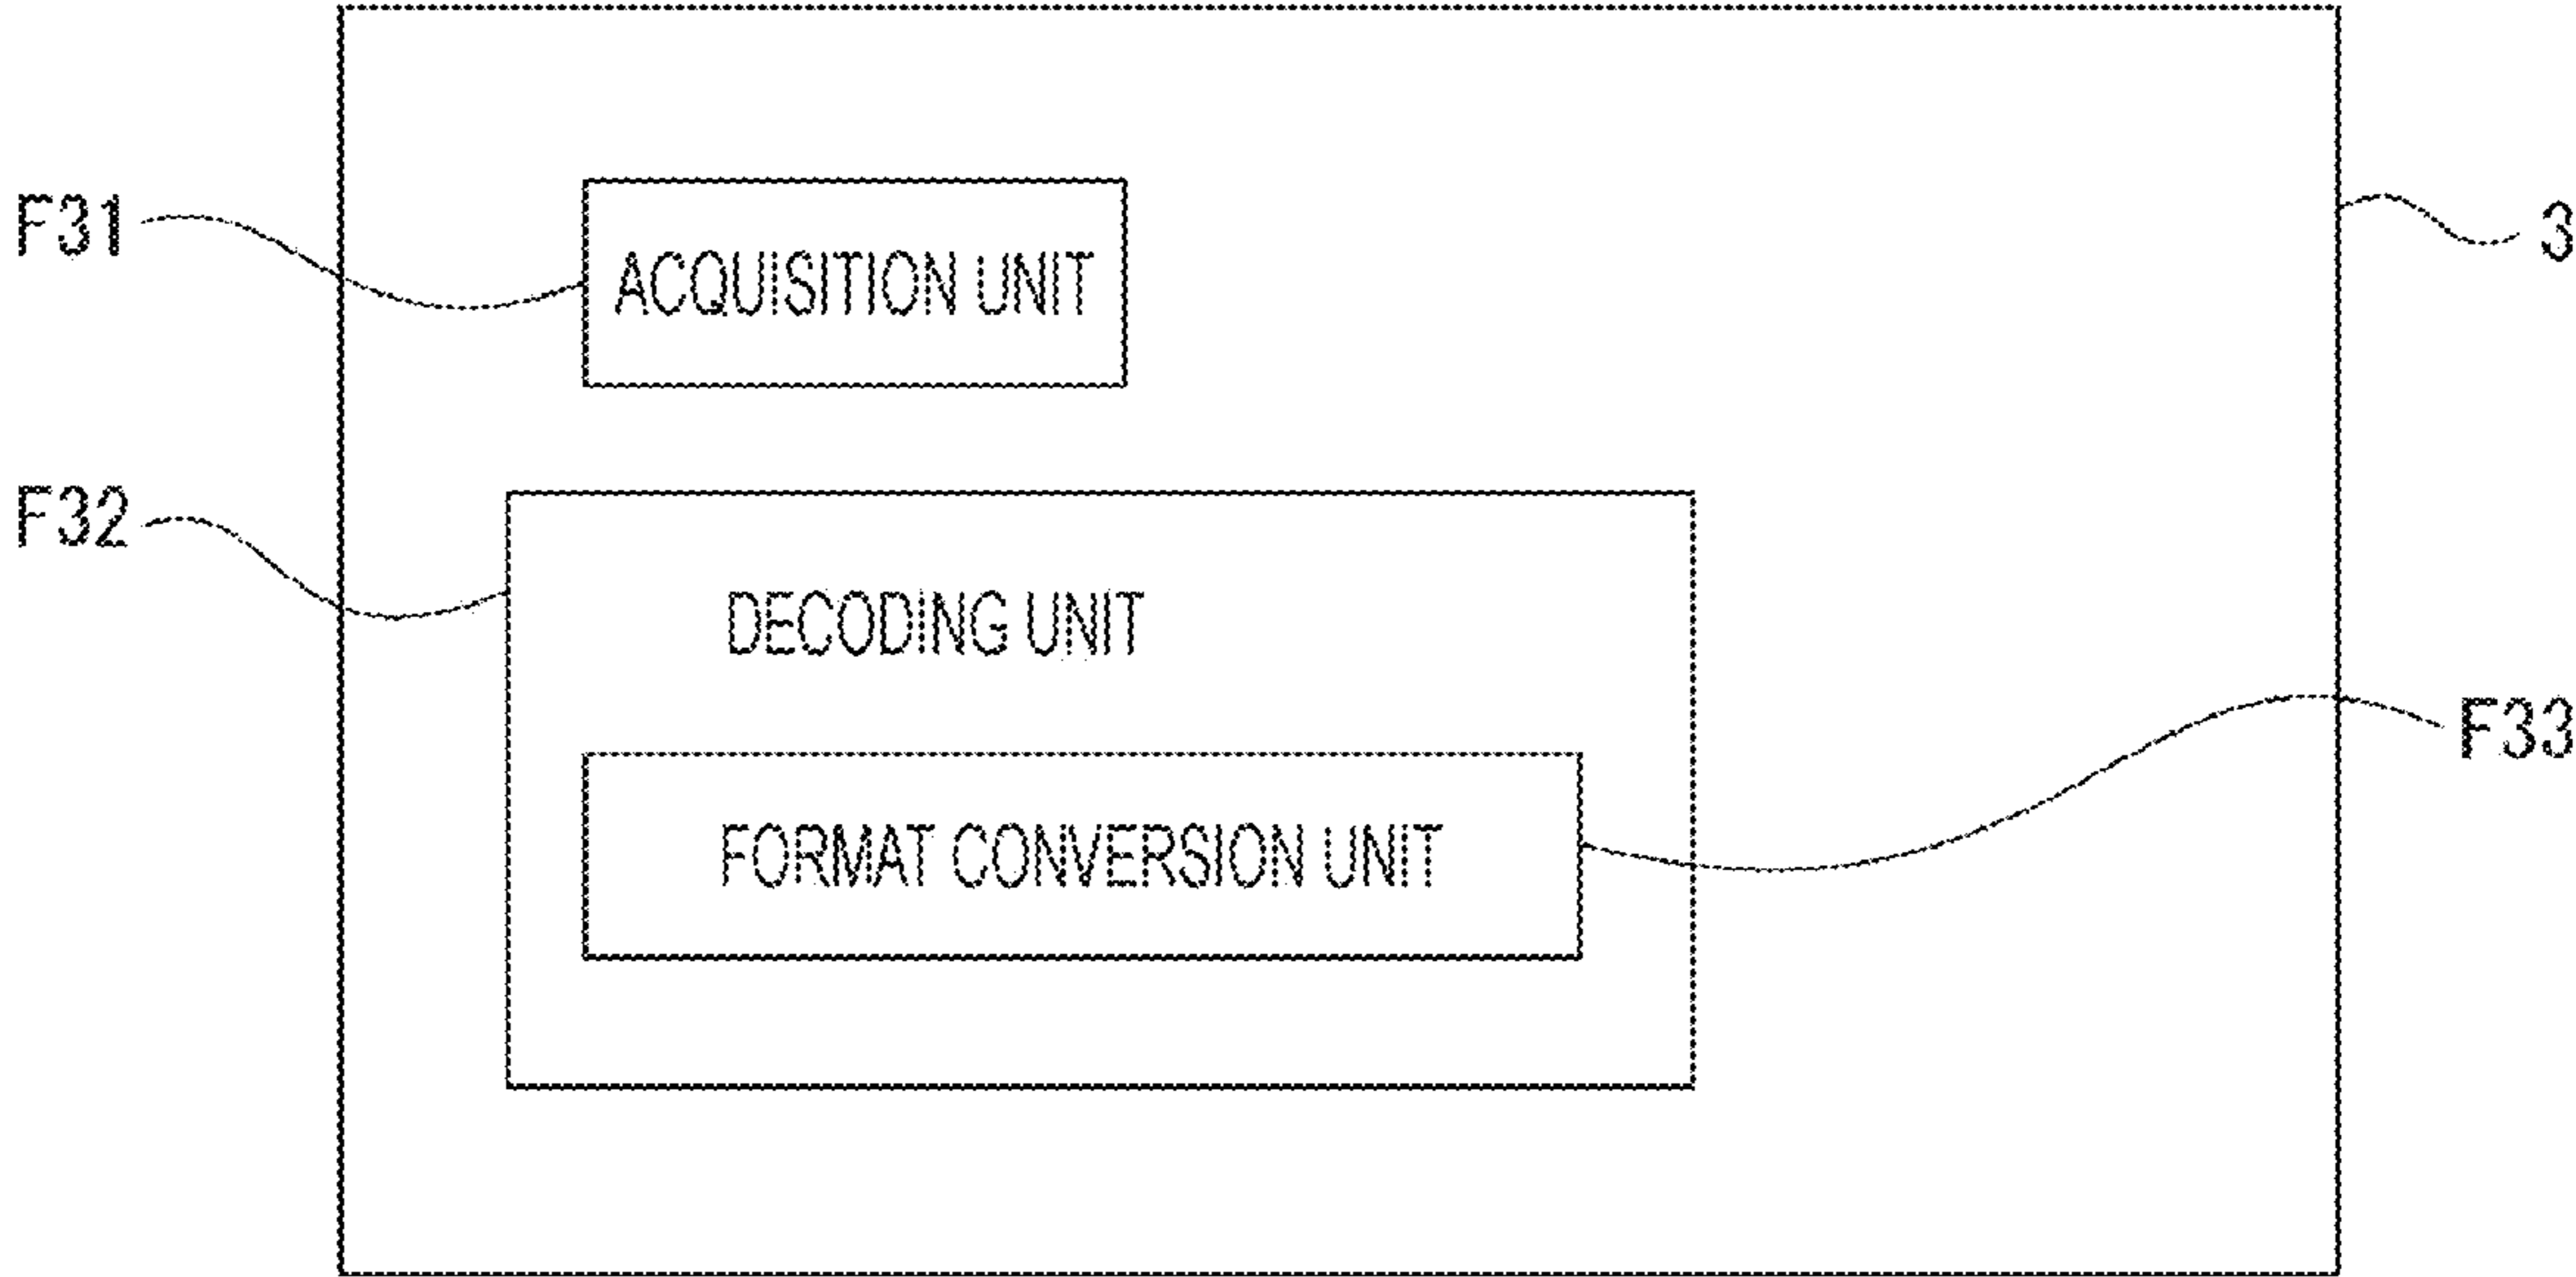 F31
ACQUISITION UNIT
3
F32
DECODING UNIT
F33
FORMAT CONVERSION UNIT